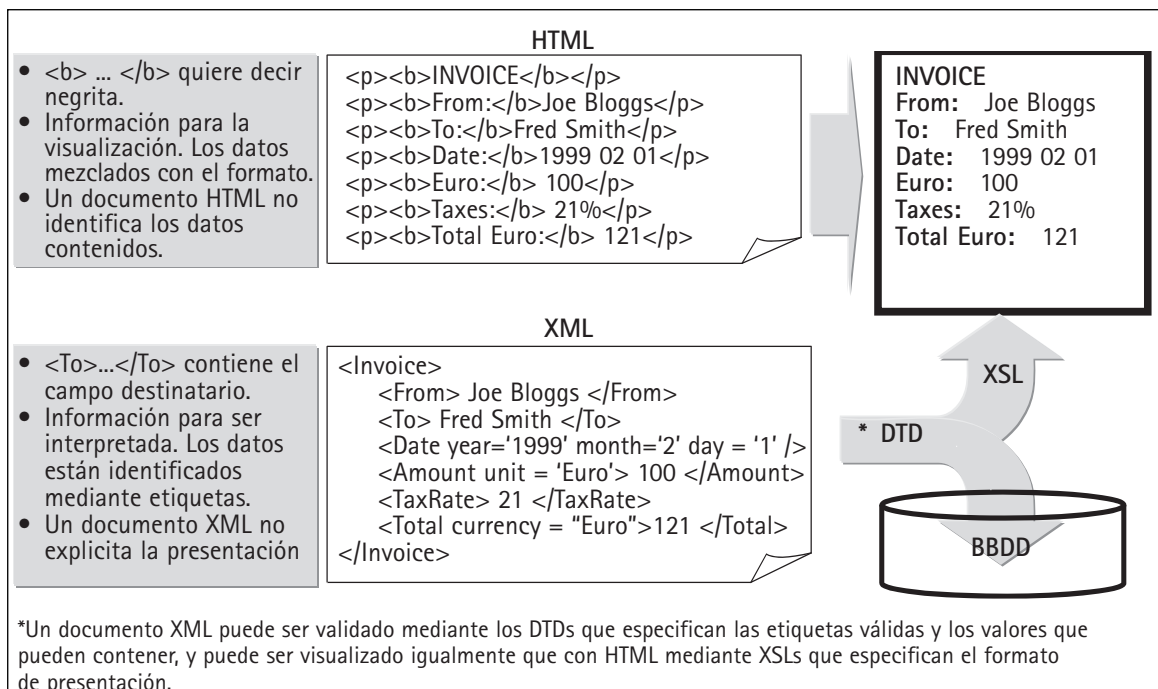 HTML
• <b> ... </b> quiere decir
negrita.
• Información para la
visualización. Los datos
mezclados con el formato.
• Un documento HTML no
identifica los datos
contenidos.
<p><b>INVOICE</b></p>
<p><b>From:</b>Joe Bloggs</p>
<p><b>To:</b>Fred Smith</p>
<p><b>Date:</b>1999 02 01</p>
<p><b>Euro:</b> 100</p>
<p><b>Taxes:</b> 21%</p>
<p><b>Total Euro:</b> 121</p>
INVOICE
From: Joe Bloggs
To: Fred Smith
Date: 1999 02 01
Euro: 100
Taxes: 21%
Total Euro: 121
XML
• <To>...</To> contiene el
campo destinatario.
• Información para ser
interpretada. Los datos
están identificados
mediante etiquetas.
• Un documento XML no
explicita la presentación
<Invoice>
<From> Joe Bloggs </From>
<To> Fred Smith </To>
<Date year='1999' month='2' day = '1' />
<Amount unit = 'Euro'> 100 </Amount>
<TaxRate> 21 </TaxRate>
<Total currency = "Euro">121 </Total>
</Invoice>
XSL
* DTD
BBDD
*Un documento XML puede ser validado mediante los DTDs que especifican las etiquetas válidas y los valores que
pueden contener, y puede ser visualizado igualmente que con HTML mediante XSLs que especifican el formato
de presentación.